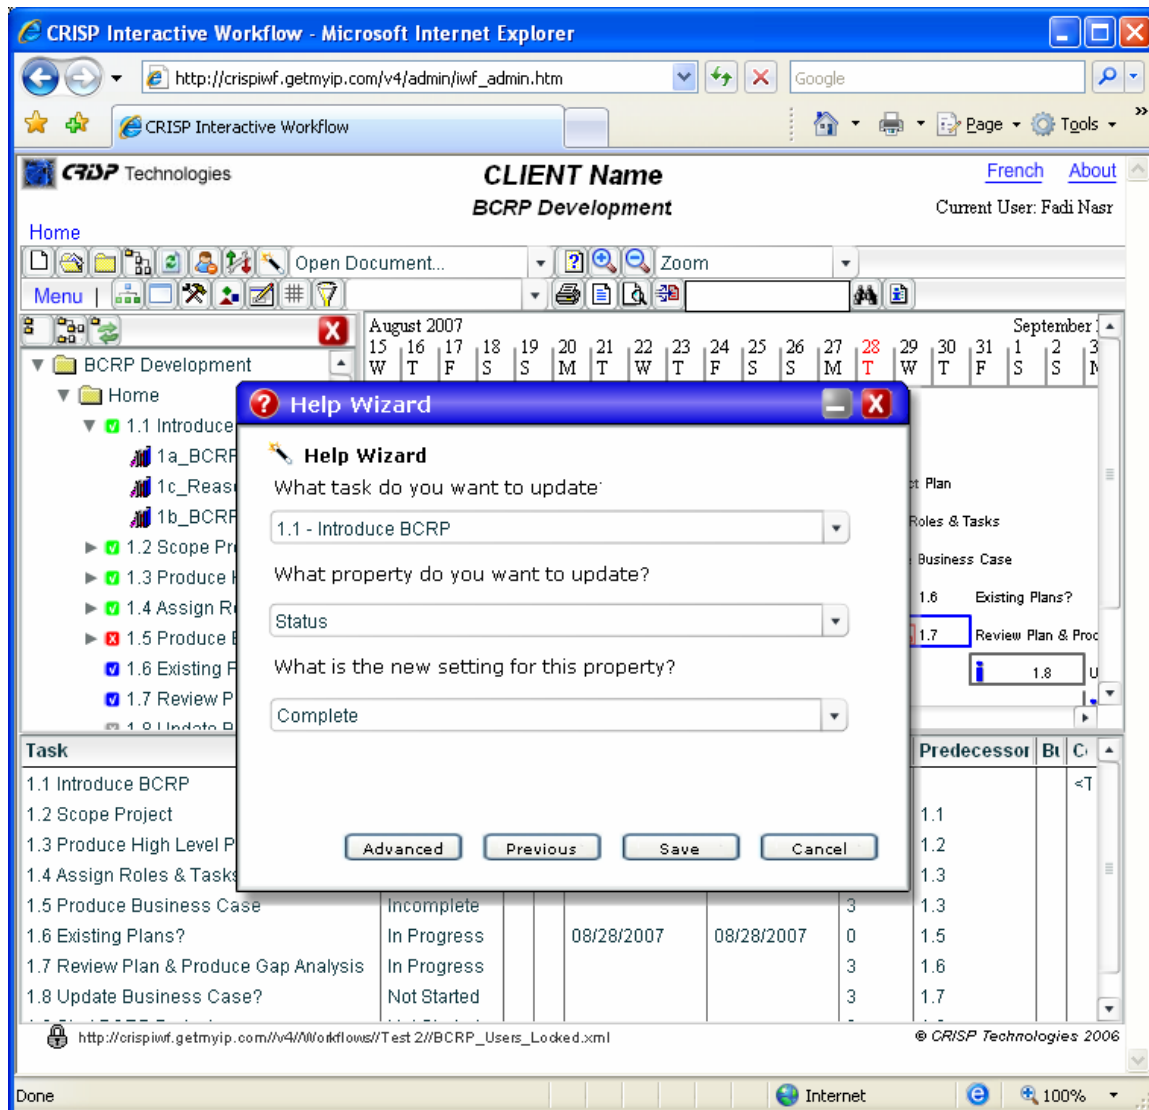 CRISP Interactive Workflow - Microsoft Internet Explorer
http://crispiwf.getmyip.com/v4/admin/iwf_admin.htm
Google
CRISP Interactive Workflow
Page
Tools
CRiSP Technologies
CLIENT Name
French
About
BCRP Development
Current User: Fadi Nasr
Home
Open Document...
Zoom
Menu |
August 2007
September
15 16 17 18 19 20 21 22 23 24 25 26 27 28 29 30 31 1 2 3
W T F S S M T W T F S S M T W T F S S
BCRP Development
Home
1.1 Introduce
1a_BCRP
1c_Reas
1b_BCRP
1.2 Scope Pr
1.3 Produce
1.4 Assign R
1.5 Produce
1.6 Existing P
1.7 Review P
1.8 Update B
Help Wizard
Help Wizard
What task do you want to update
1.1 - Introduce BCRP
What property do you want to update?
Status
What is the new setting for this property?
Complete
Advanced
Previous
Save
Cancel
Plan
Roles & Tasks
Business Case
1.6 Existing Plans?
1.7 Review Plan & Proc
1.8 U
Task
Predecessor
1.1 Introduce BCRP <T
1.2 Scope Project 1.1
1.3 Produce High Level P 1.2
1.4 Assign Roles & Tasks 1.3
1.5 Produce Business Case Incomplete 3 1.3
1.6 Existing Plans? In Progress 08/28/2007 08/28/2007 0 1.5
1.7 Review Plan & Produce Gap Analysis In Progress 3 1.6
1.8 Update Business Case? Not Started 3 1.7
http://crispiwf.getmyip.com//v4//Workflows//Test 2//BCRP_Users_Locked.xml
© CRISP Technologies 2006
Done
Internet
100%